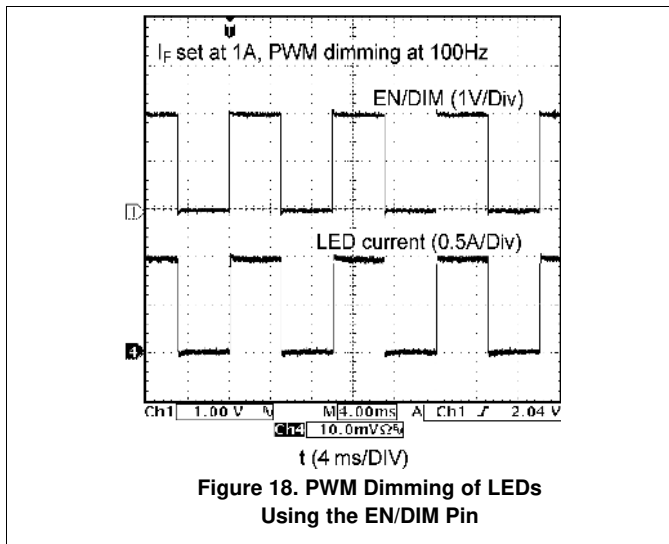 I_F set at 1A, PWM dimming at 100Hz
EN/DIM (1V/Div)
1
LED current (0.5A/Div)
4
Ch1 1.00 V M 4.00ms A Ch1 2.04 V
Ch4 10.0mVΩ
t (4 ms/DIV)
Figure 18. PWM Dimming of LEDs
Using the EN/DIM Pin